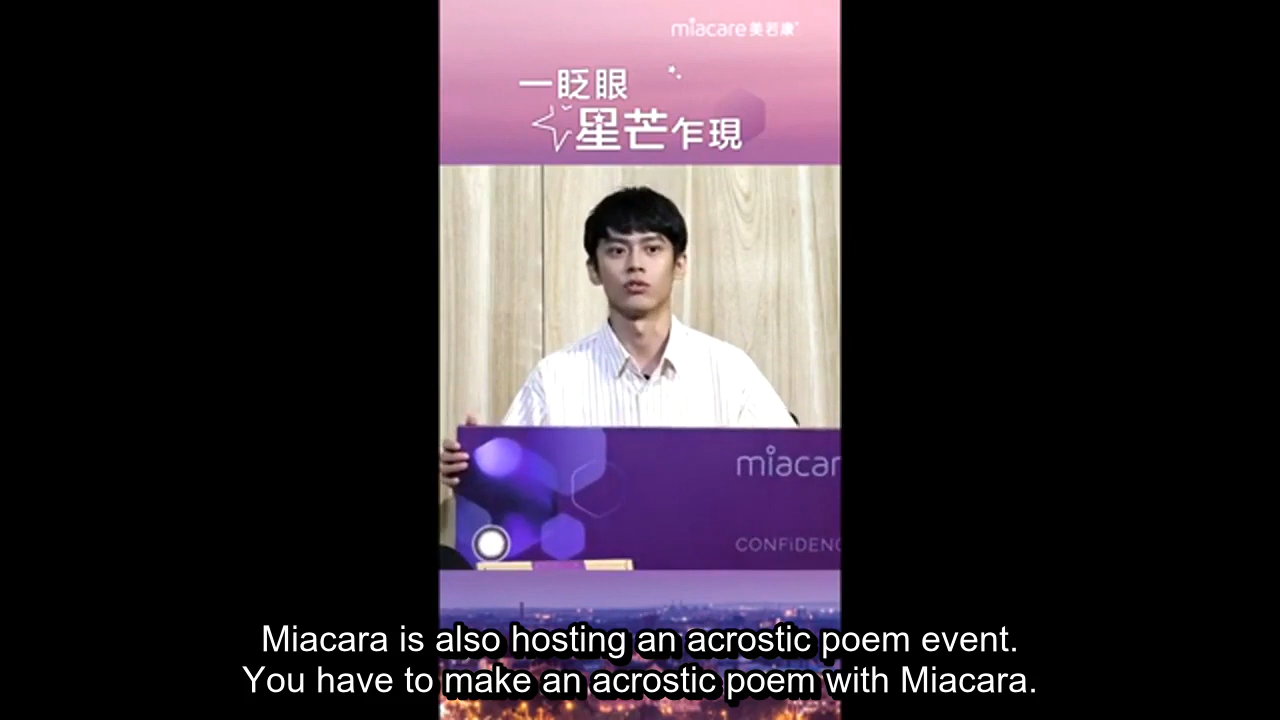 miacare美若康
一眨眼
星芒乍現
miacar
CONFiDENC
Miacara is also hosting an acrostic poem event.
You have to make an acrostic poem with Miacara.